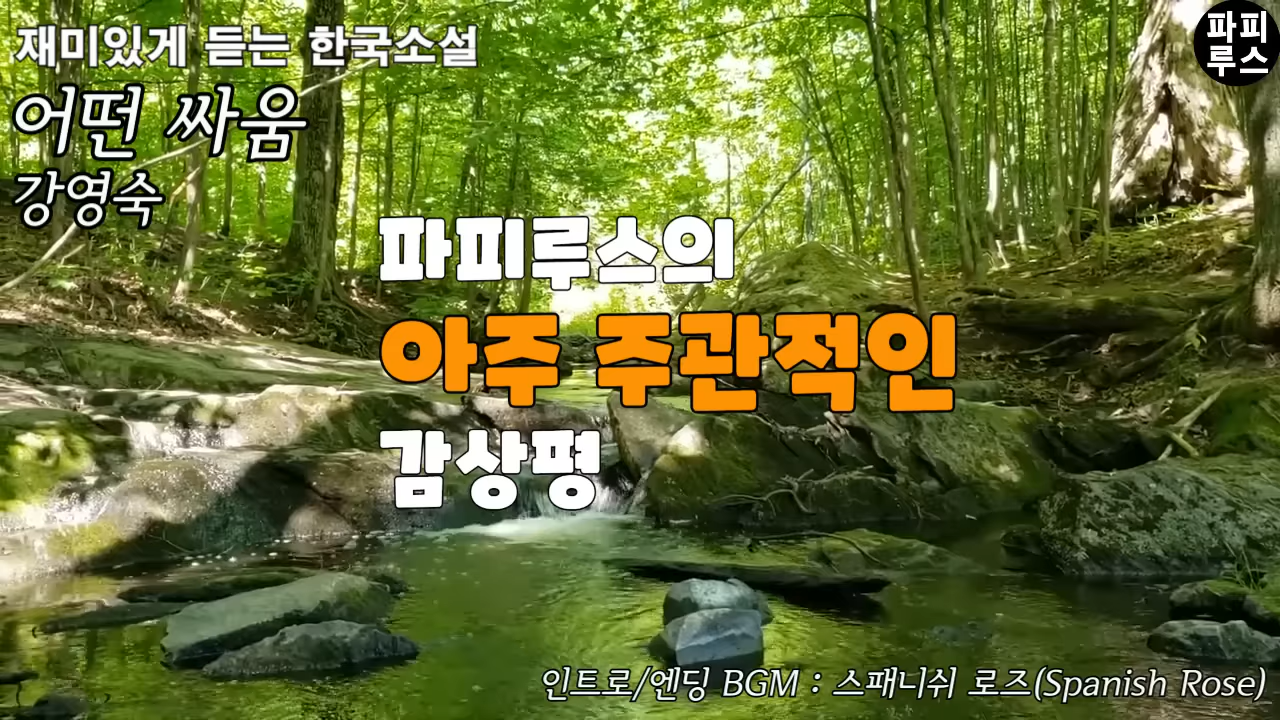 재미있게 듣는 한국소설
어떤 싸움
강영숙
파피
루스
파피루스의
아주 주관적인
감상평
인트로/엔딩 BGM : 스패니쉬 로즈(Spanish Rose)